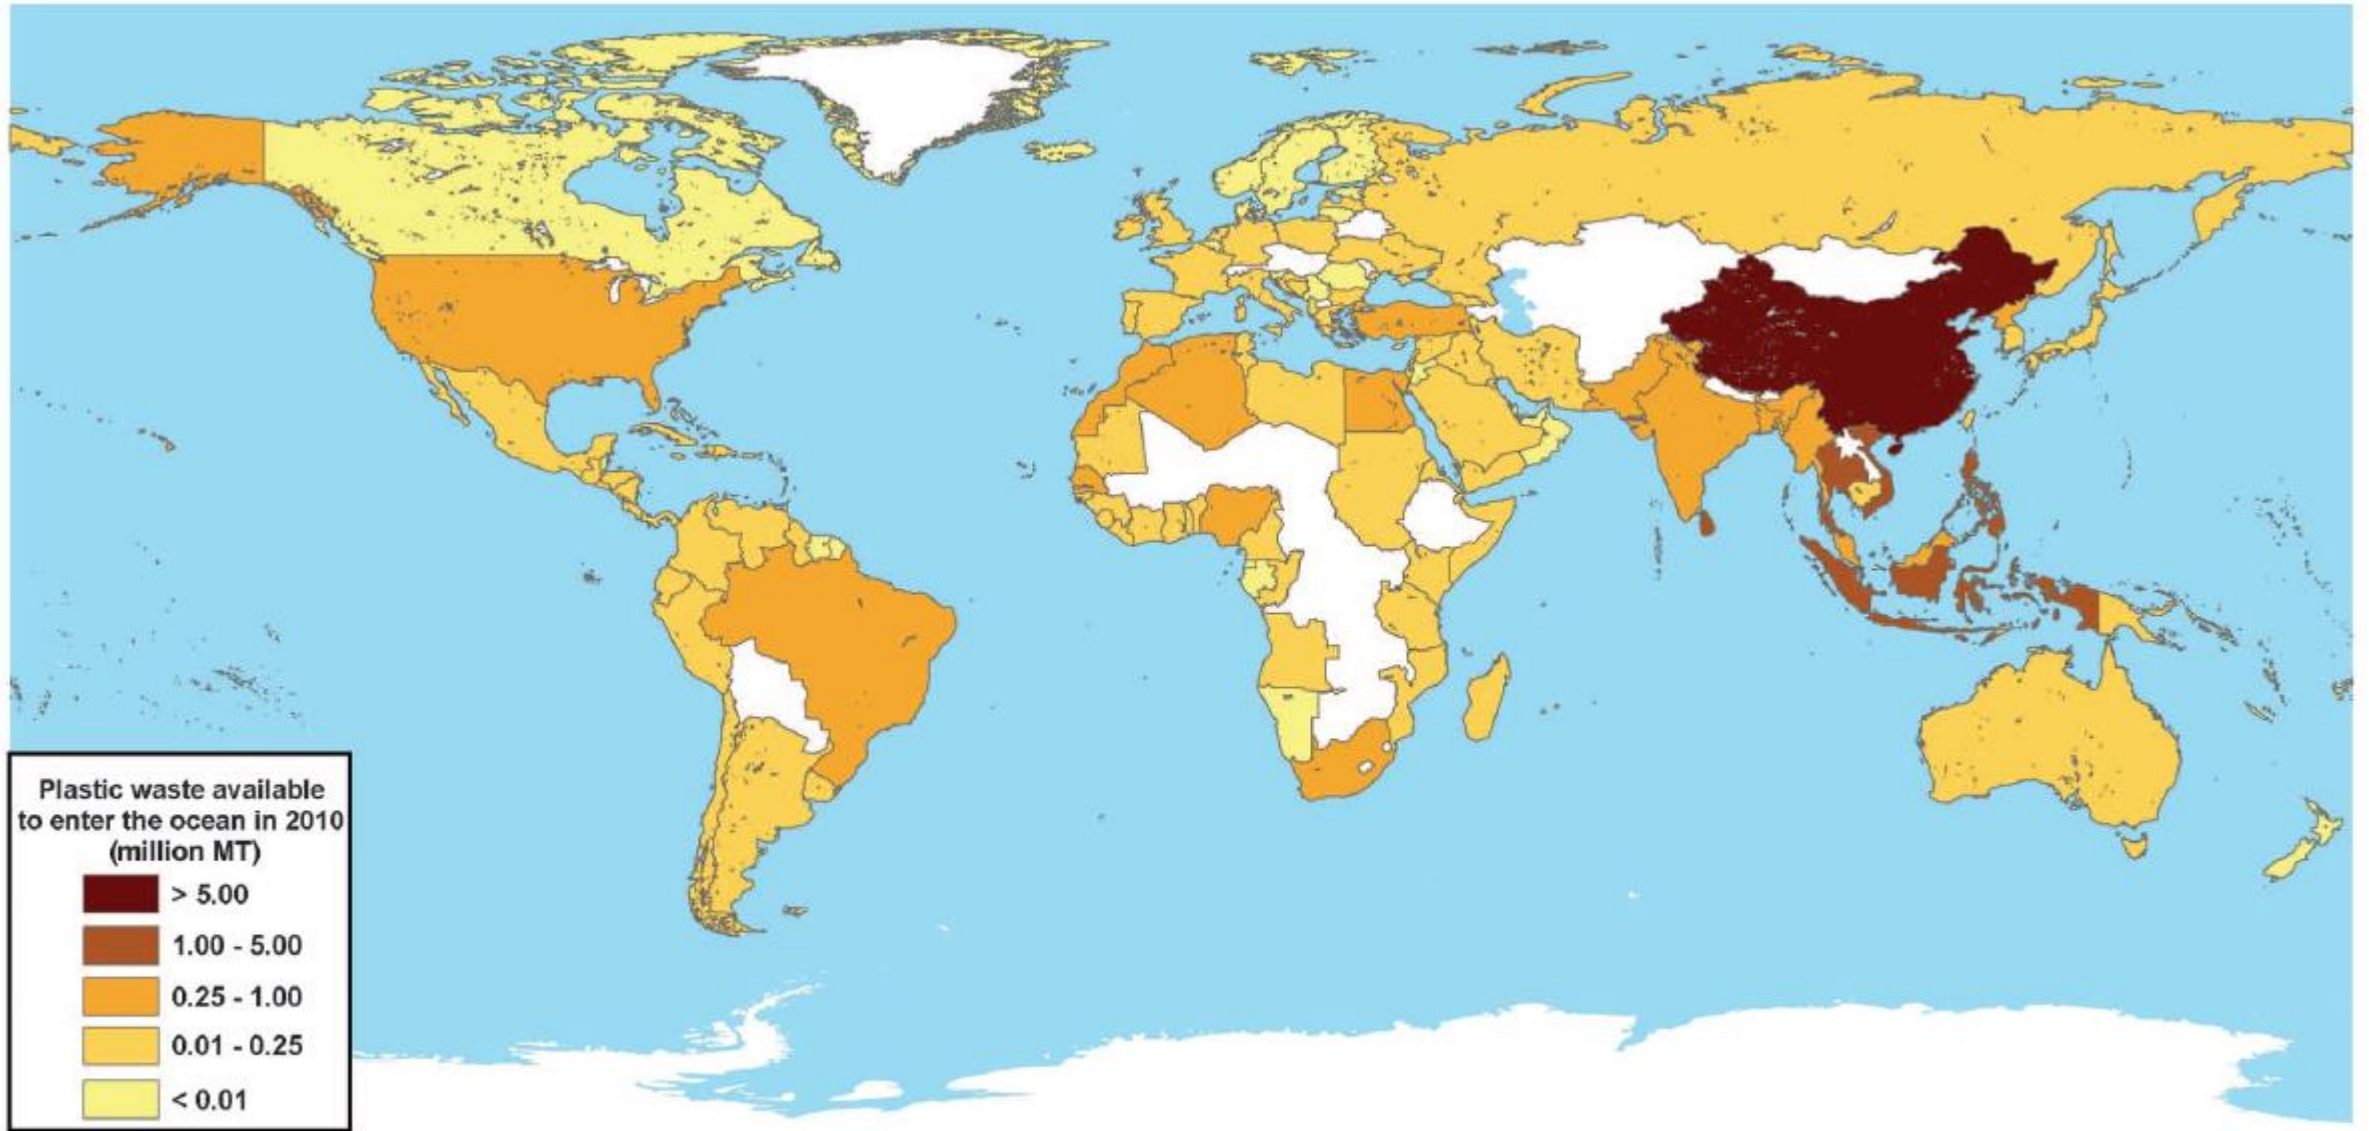 Plastic waste available
to enter the ocean in 2010
(million MT)
> 5.00
1.00 - 5.00
0.25 - 1.00
0.01 - 0.25
< 0.01